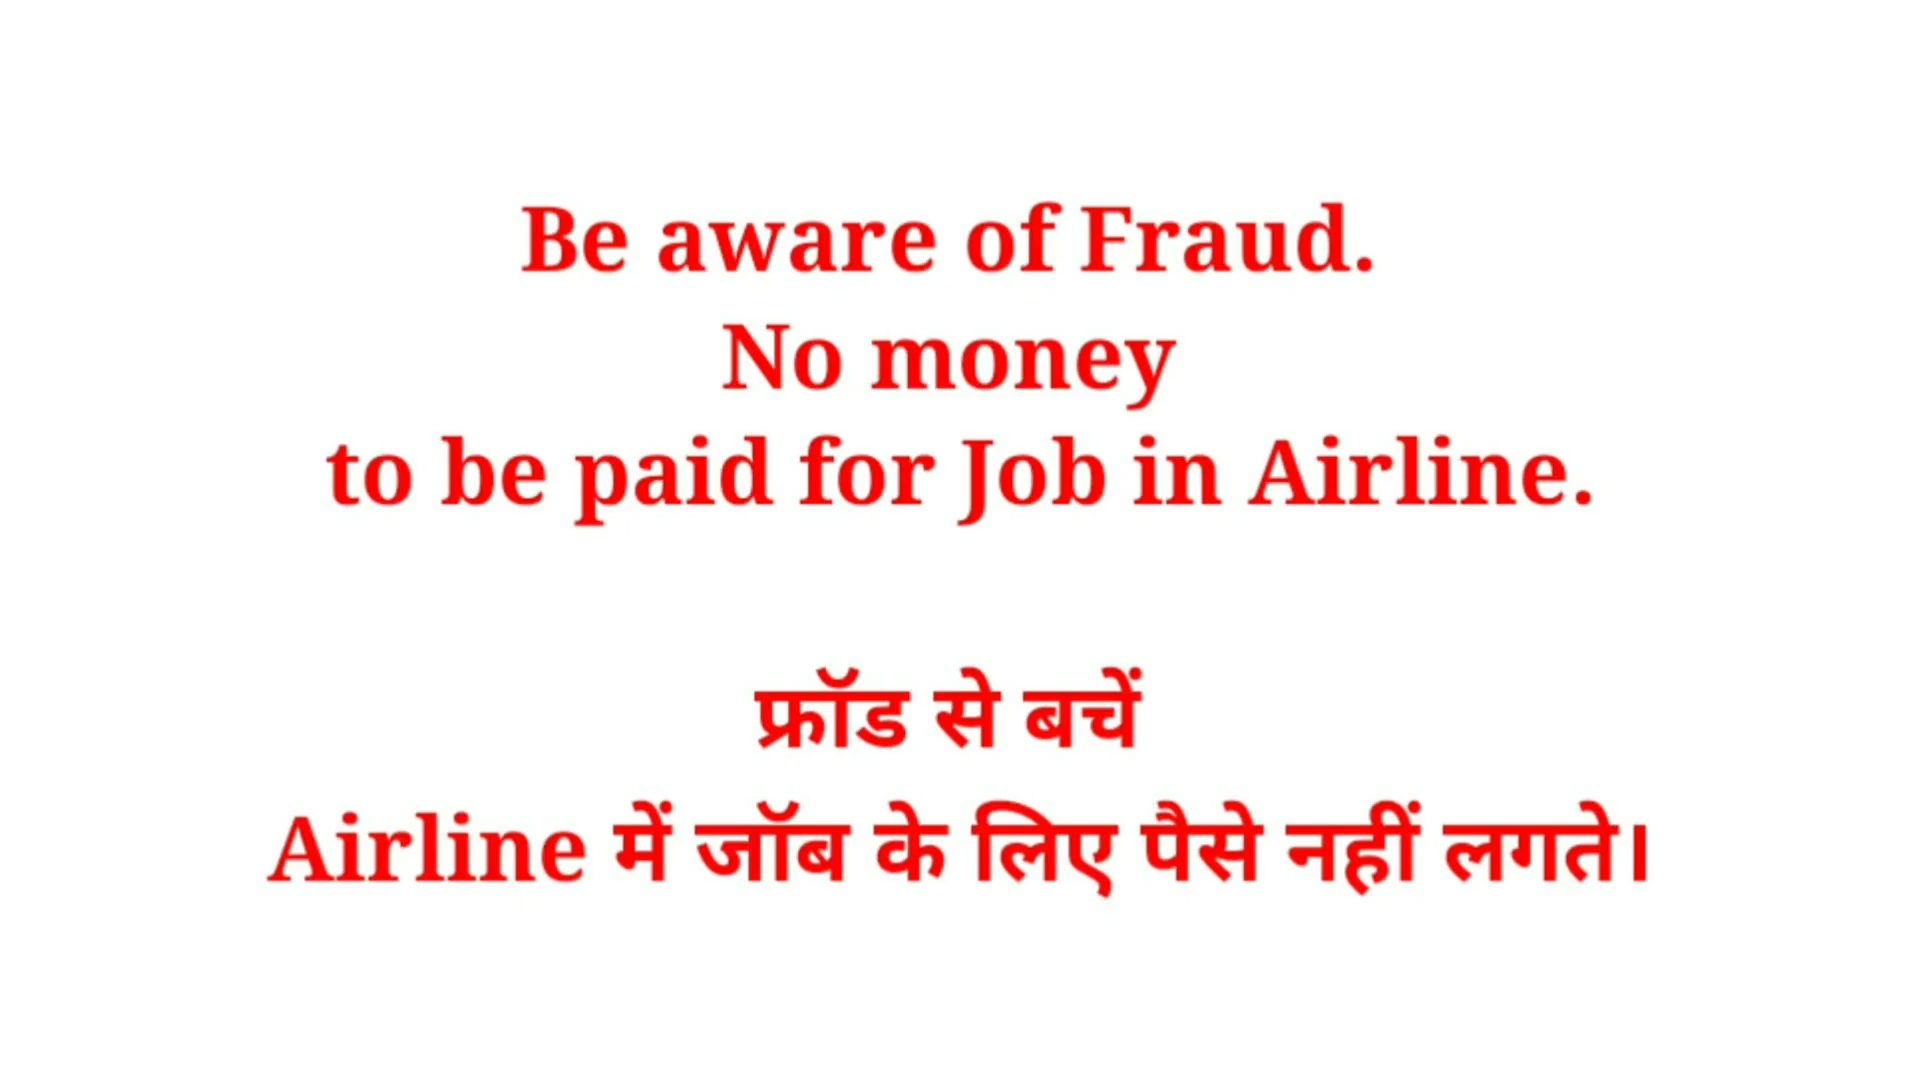 Be aware of Fraud.
No money
to be paid for Job in Airline.
फ्रॉड से बचें
Airline में जॉब के लिए पैसे नहीं लगते।